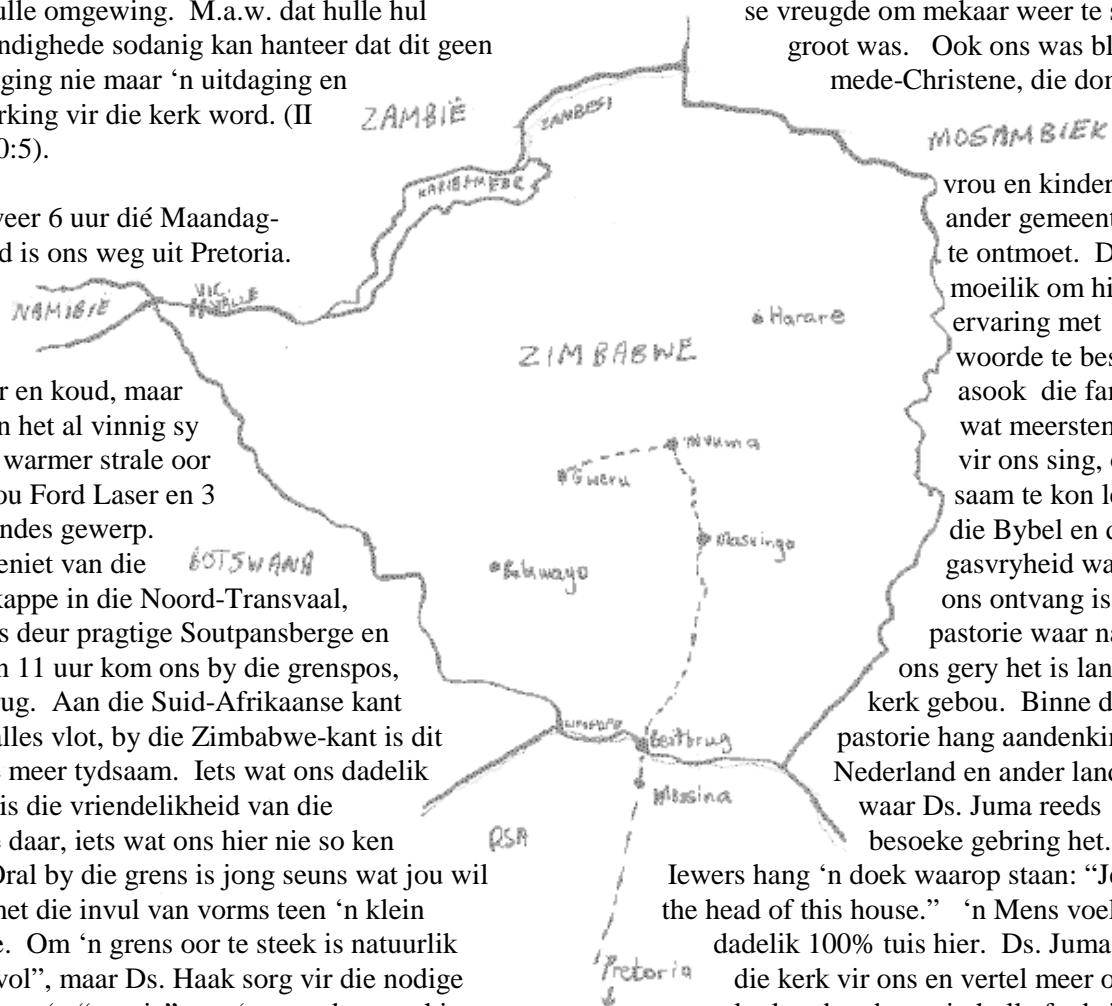 ulle omgewing. M.a.w. dat hulle hul
ndighede sodanig kan hanteer dat dit geen
ging nie maar ‘n uitdaging en
rking vir die kerk word. (II
0:5).
veer 6 uur dié Maandag-
d is ons weg uit Pretoria.
r en koud, maar
n het al vinnig sy
warmer strale oor
ou Ford Laser en 3
ndes gewerp.
eniet van die
kappe in die Noord-Transvaal,
s deur pragtige Soutpansberge en
n 11 uur kom ons by die grenspos,
rug. Aan die Suid-Afrikaanse kant
alles vlot, by die Zimbabwe-kant is dit
meer tydsaam. Iets wat ons dadelik
is die vriendelikheid van die
e daar, iets wat ons hier nie so ken
Oral by die grens is jong seuns wat jou wil
met die invul van vorms teen ‘n klein
e. Om ‘n grens oor te steek is natuurlik
vol”, maar Ds. Haak sorg vir die nodige
ZAMBIË
ZAMBESI
MOSAMBIEK
KARIBAMEER
NAMIBIË
VIC.
Harare
ZIMBABWE
Mvuma
Gweru
Masvingo
BOTSWANA
Bulawayo
LIMPOPO
Beitbrug
Messina
RSA
Pretoria
se vreugde om mekaar weer te s
groot was. Ook ons was bl
mede-Christene, die dom
vrou en kinder
ander gemeent
te ontmoet. D
moeilik om hi
ervaring met
woorde te bes
asook die fam
wat meersten
vir ons sing,
saam te kon le
die Bybel en d
gasvryheid wa
ons ontvang is
pastorie waar na
ons gery het is lan
kerk gebou. Binne d
pastorie hang aandenkin
Nederland en ander land
waar Ds. Juma reeds
besoeke gebring het.
Iewers hang ‘n doek waarop staan: “Je
the head of this house.” ‘n Mens voel
dadelik 100% tuis hier. Ds. Juma
die kerk vir ons en vertel meer o